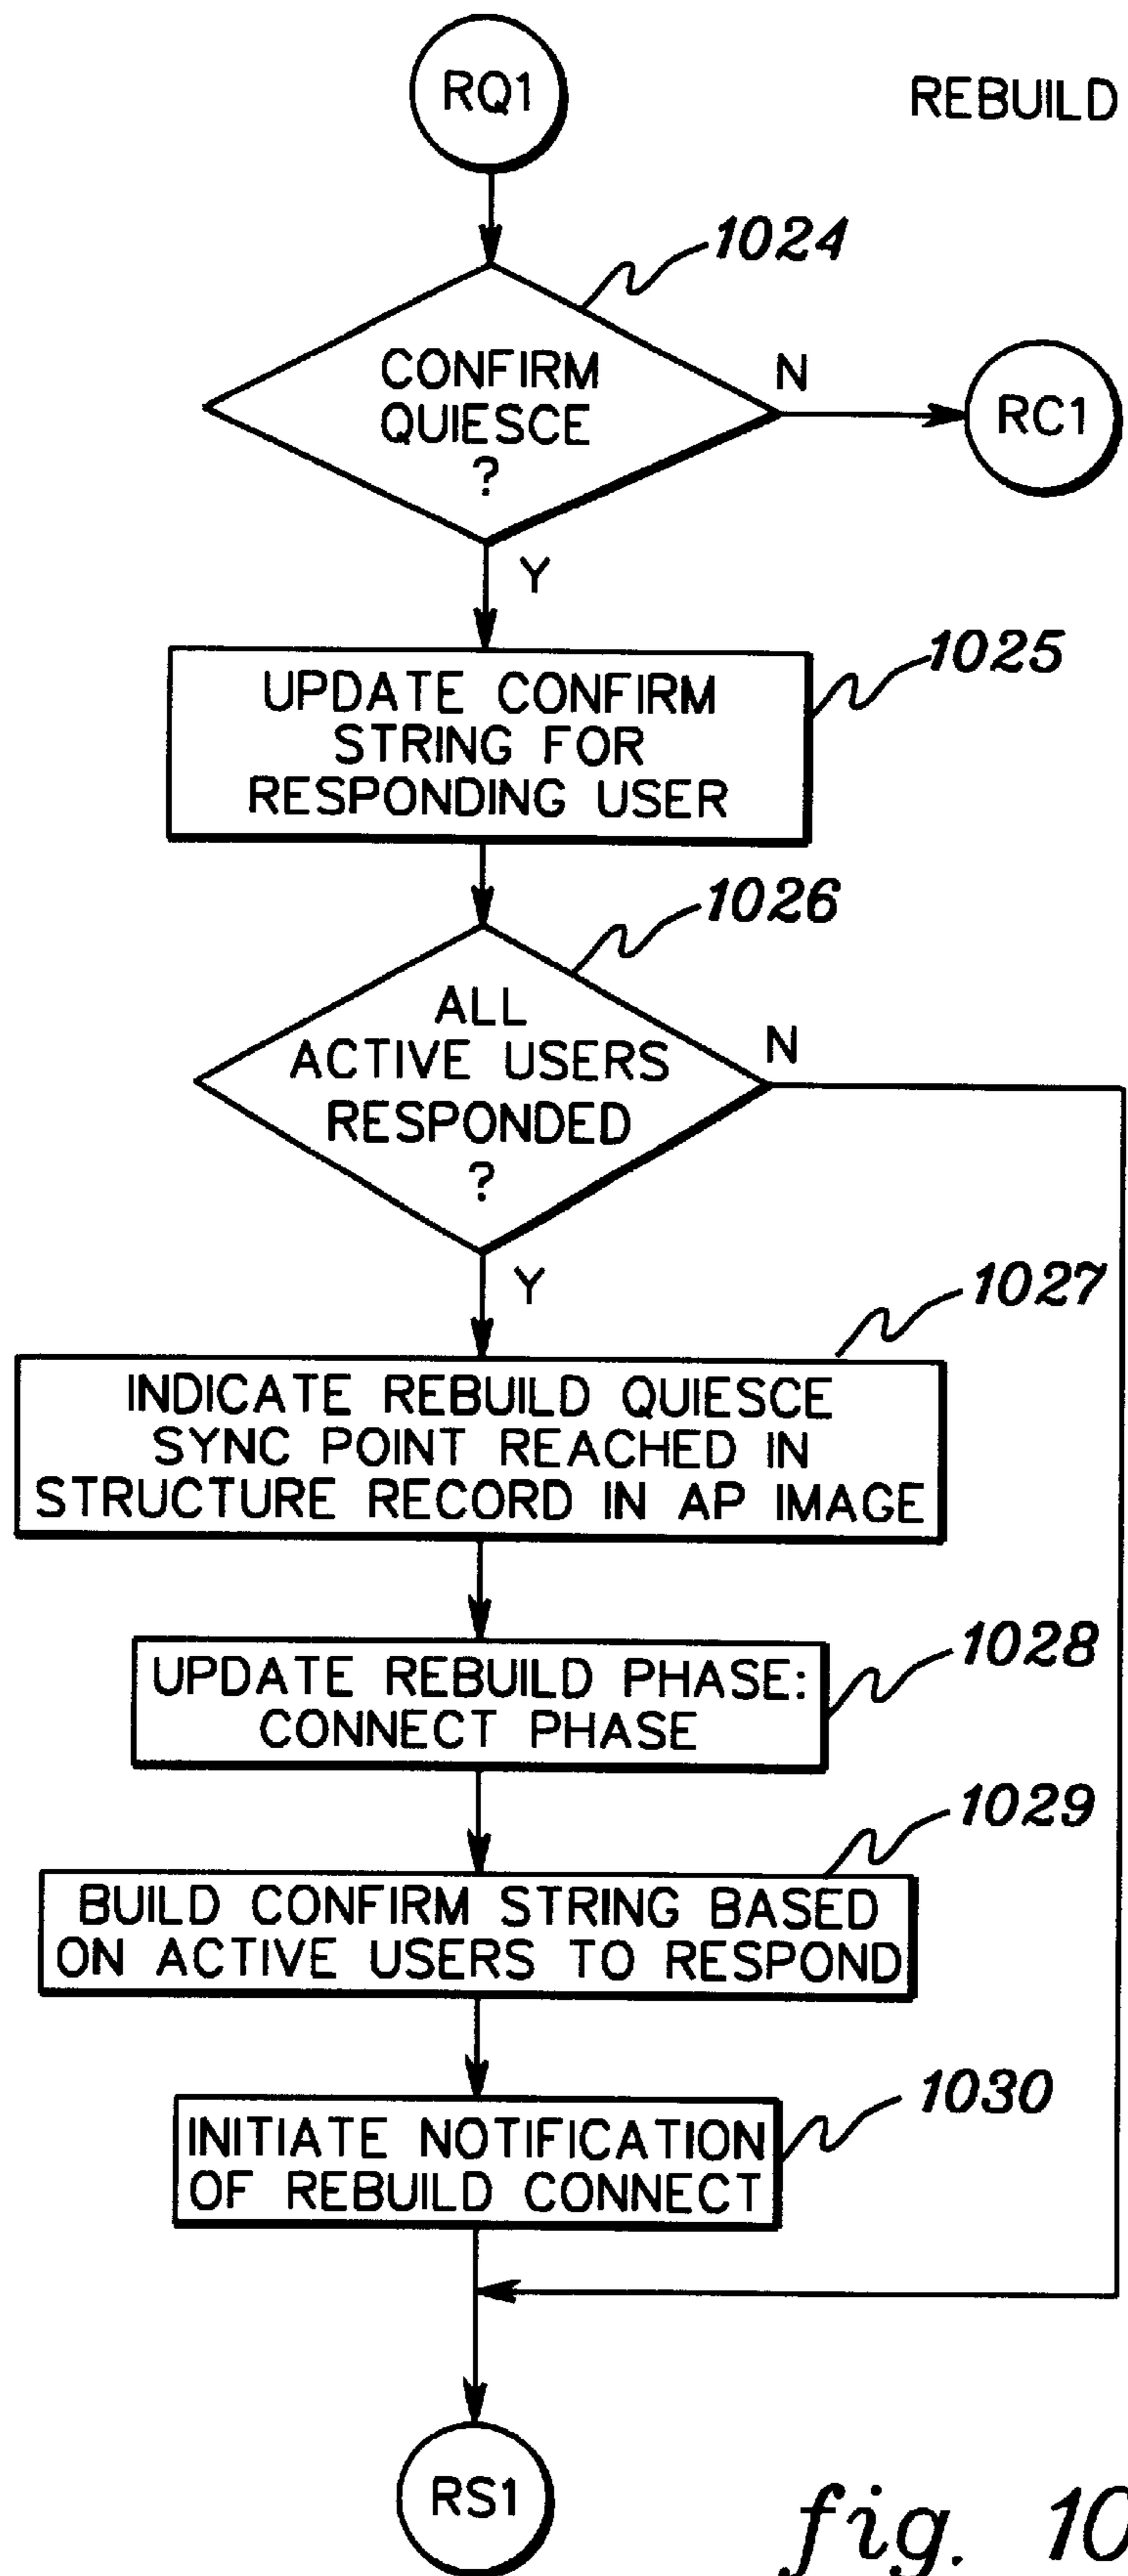 RQ1
REBUILD
1024
CONFIRM
QUIESCE
?
N
RC1
Y
1025
UPDATE CONFIRM
STRING FOR
RESPONDING USER
1026
ALL
ACTIVE USERS
RESPONDED
?
N
Y
1027
INDICATE REBUILD QUIESCE
SYNC POINT REACHED IN
STRUCTURE RECORD IN AP IMAGE
1028
UPDATE REBUILD PHASE:
CONNECT PHASE
1029
BUILD CONFIRM STRING BASED
ON ACTIVE USERS TO RESPOND
1030
INITIATE NOTIFICATION
OF REBUILD CONNECT
RS1
fig. 10